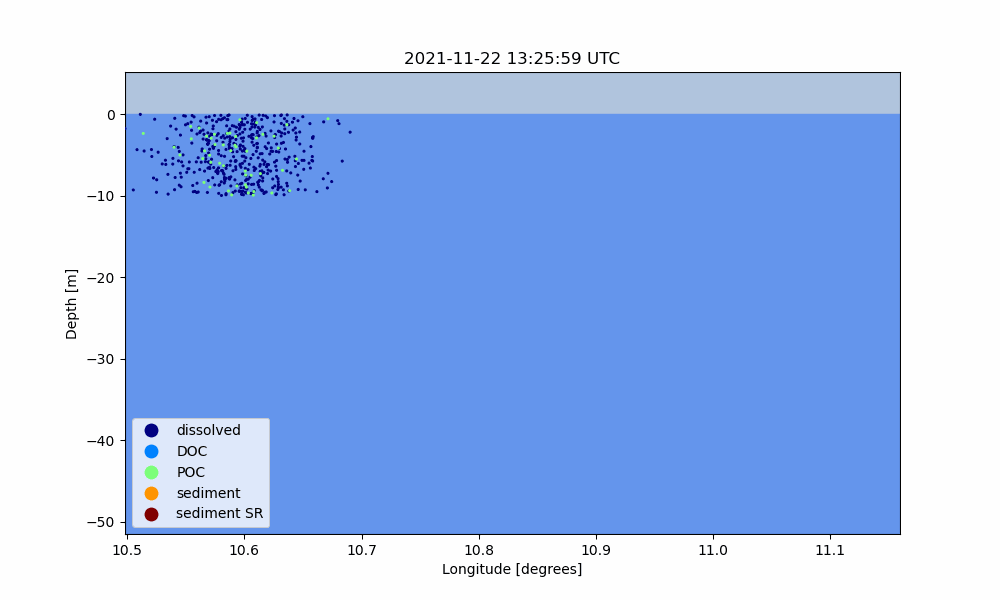 2021-11-22 13:25:59 UTC
0
−10
−20
−30
−40
−50
Depth [m]
dissolved
DOC
POC
sediment
sediment SR
10.5 10.6 10.7 10.8 10.9 11.0 11.1
Longitude [degrees]